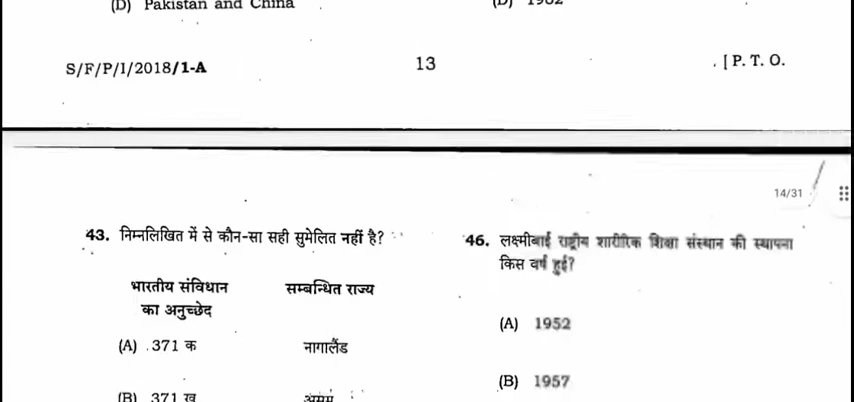 (D) Pakistan and China
(D) 1962
S/F/P/I/2018/1-A
13
[ P. T. O.
14/31
43. निम्नलिखित में से कौन-सा सही सुमेलित नहीं है?
भारतीय संविधान
का अनुच्छेद
सम्बन्धित राज्य
(A) 371 क
नागालैंड
(B) 371 ख
असम
46. लक्ष्मीबाई राष्ट्रीय शारीरिक शिक्षा संस्थान की स्थापना
किस वर्ष हुई?
(A) 1952
(B) 1957